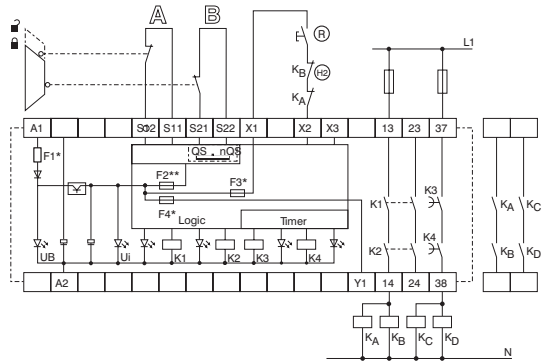 A B
R
L1
KB H2
KA
A1 S12 S11 S21 S22 X1 X2 X3 13 23 37
F1*
QS nQS
F2**
F3*
F4*
K1 K3
KA KC
Logic Timer
K2 K4
KB KD
UB Ui K1 K2 K3 K4
A2 Y1 14 24 38
KA KB KC KD
N